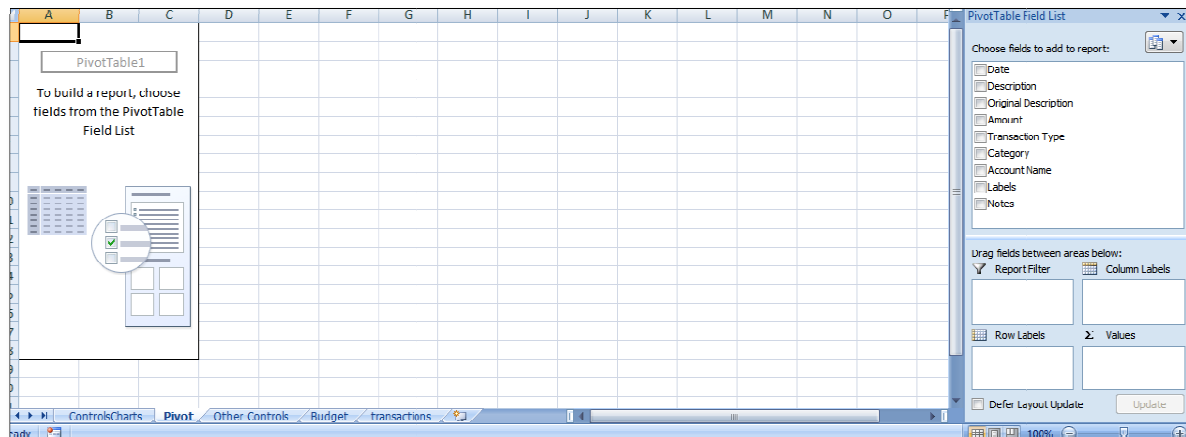 A B C D E F G H I J K L M N O
PivotTable Field List
PivotTable1
To build a report, choose
fields from the PivotTable
Field List
Choose fields to add to report:
Date
Description
Original Description
Amount
Transaction Type
Category
Account Name
Labels
Notes
Drag fields between areas below:
Report Filter
Column Labels
Row Labels
Σ Values
Defer Layout Update
Update
ControlsCharts Pivot Other Controls Budget transactions
100%